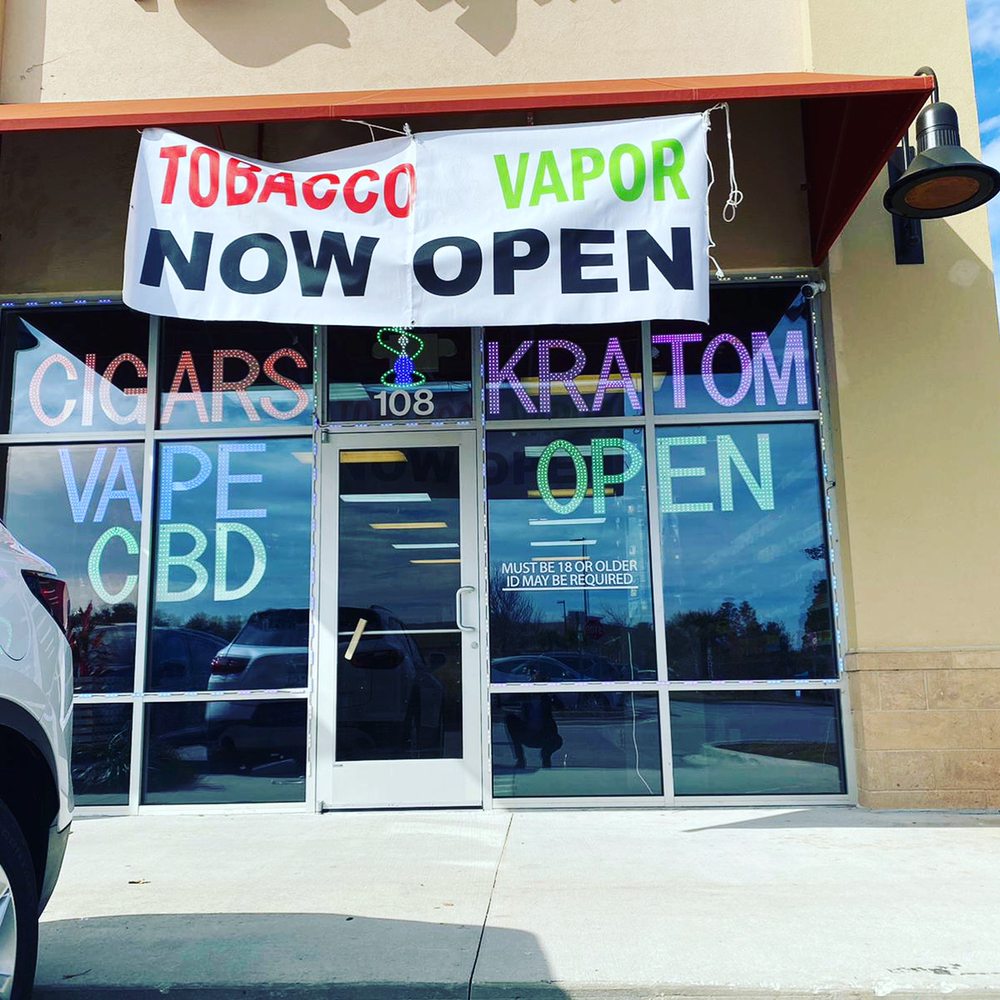 TOBACCO VAPOR
NOW OPEN
CIGARS
108
KRATOM
VAPE
CBD
OPEN
MUST BE 18 OR OLDER
ID MAY BE REQUIRED